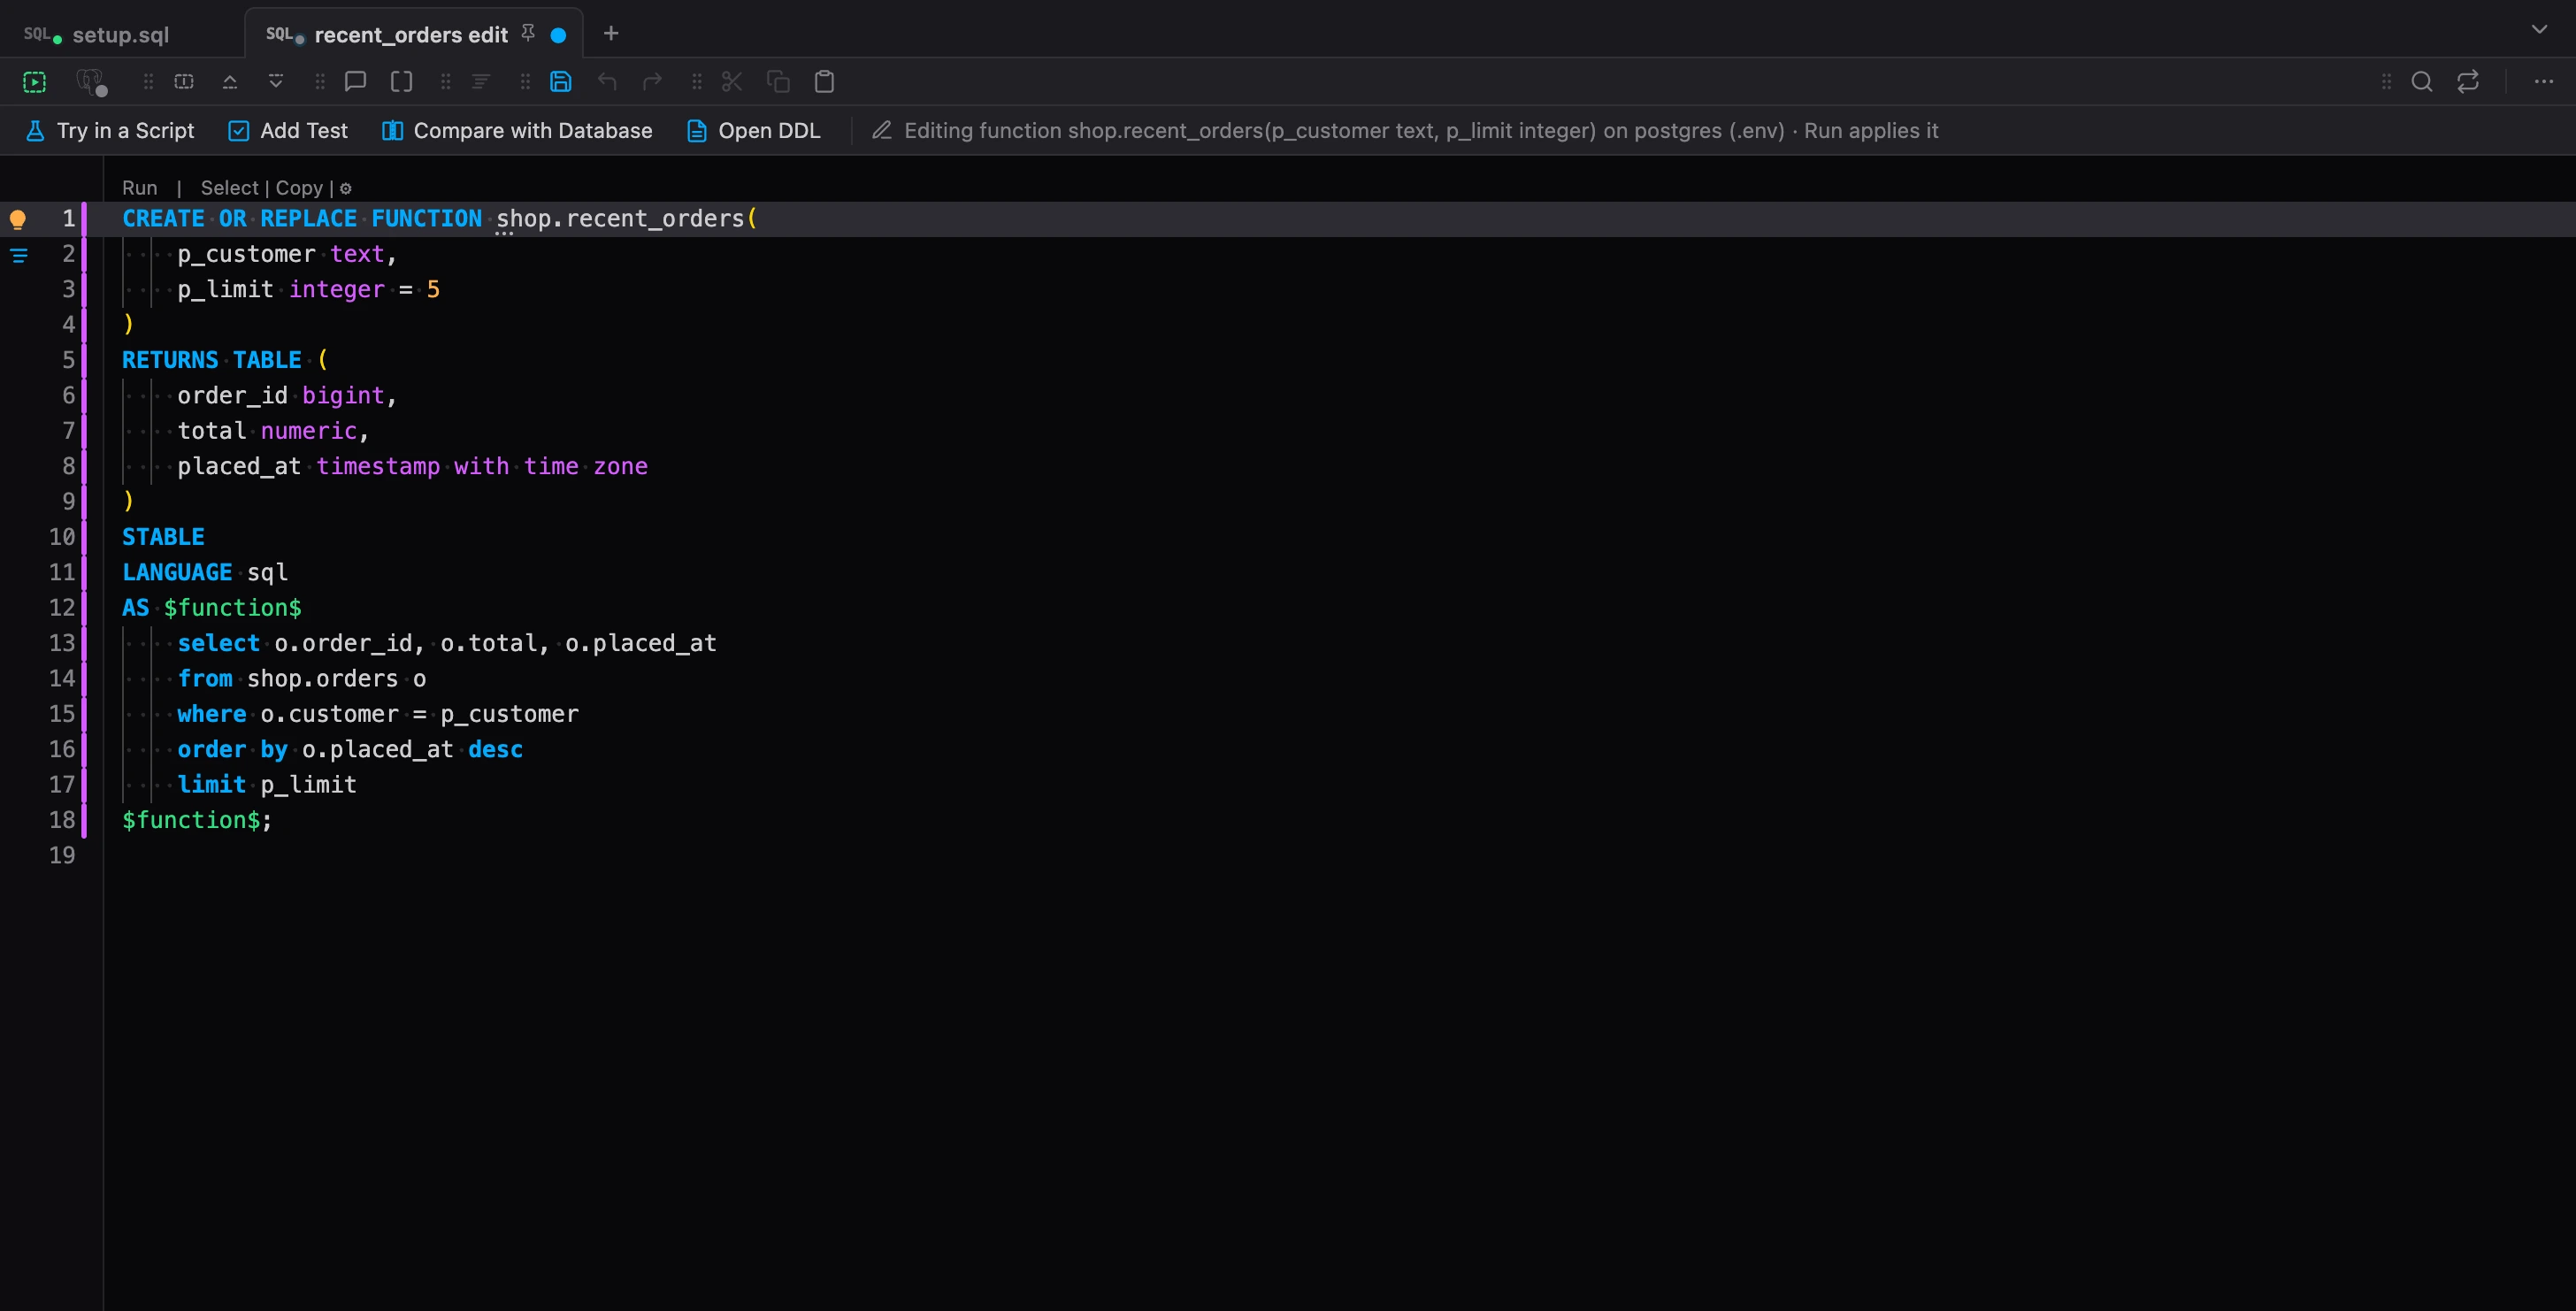 SQL setup.sql
SQL recent_orders edit
Try in a Script Add Test Compare with Database Open DDL Editing function shop.recent_orders(p_customer text, p_limit integer) on postgres (.env) · Run applies it
Run | Select | Copy |
1 CREATE OR REPLACE FUNCTION shop.recent_orders(
2     p_customer text,
3     p_limit integer = 5
4 )
5 RETURNS TABLE (
6     order_id bigint,
7     total numeric,
8     placed_at timestamp with time zone
9 )
10 STABLE
11 LANGUAGE sql
12 AS $function$
13     select o.order_id, o.total, o.placed_at
14     from shop.orders o
15     where o.customer = p_customer
16     order by o.placed_at desc
17     limit p_limit
18 $function$;
19